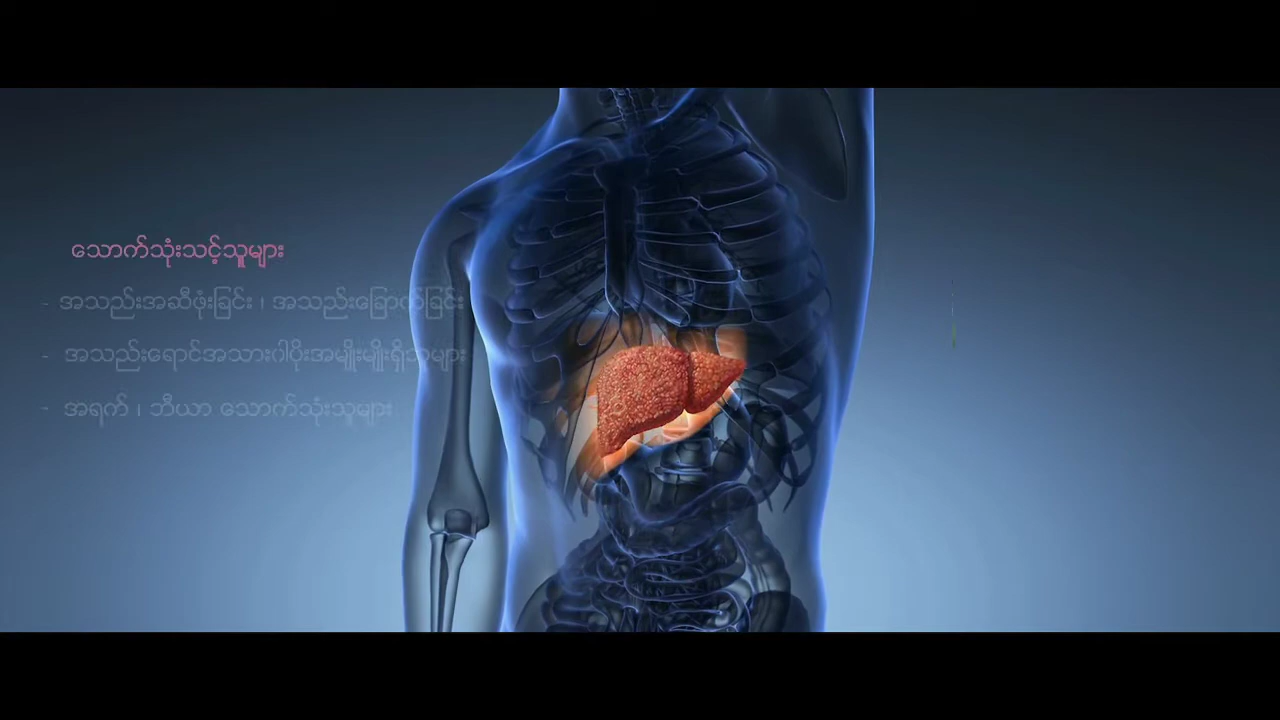 သောက်သုံးသင့်သူများ
- အသည်းအဆီဖုံးခြင်း ၊ အသည်းခြောက်ခြင်း
- အသည်းရောင်အသားဝါပိုးအမျိုးမျိုးရှိသူများ
- အရက် ၊ ဘီယာ သောက်သုံးသူများ